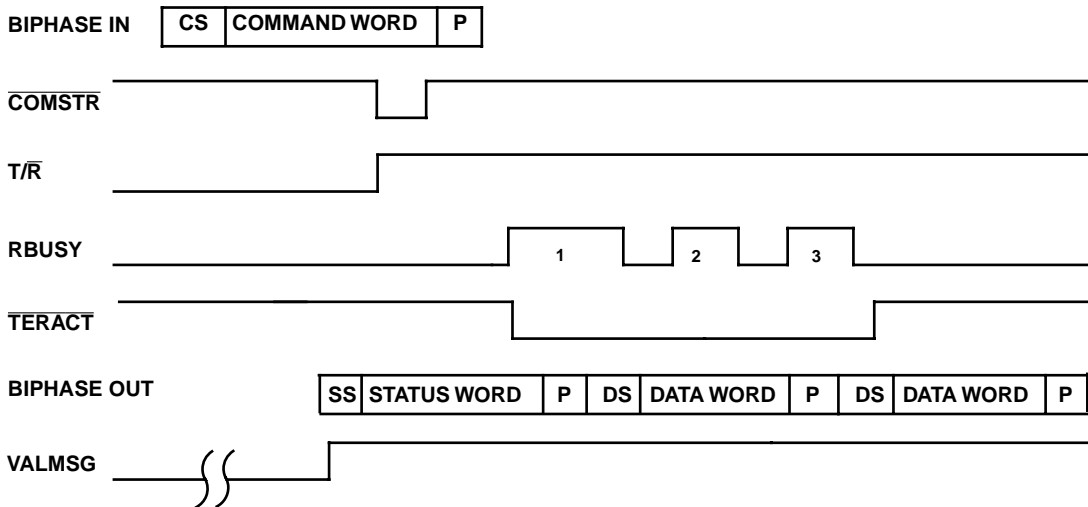 BIPHASE IN CS COMMAND WORD P
COMSTR
T/R
RBUSY 1 2 3
TERACT
BIPHASE OUT SS STATUS WORD P DS DATA WORD P DS DATA WORD P
VALMSG